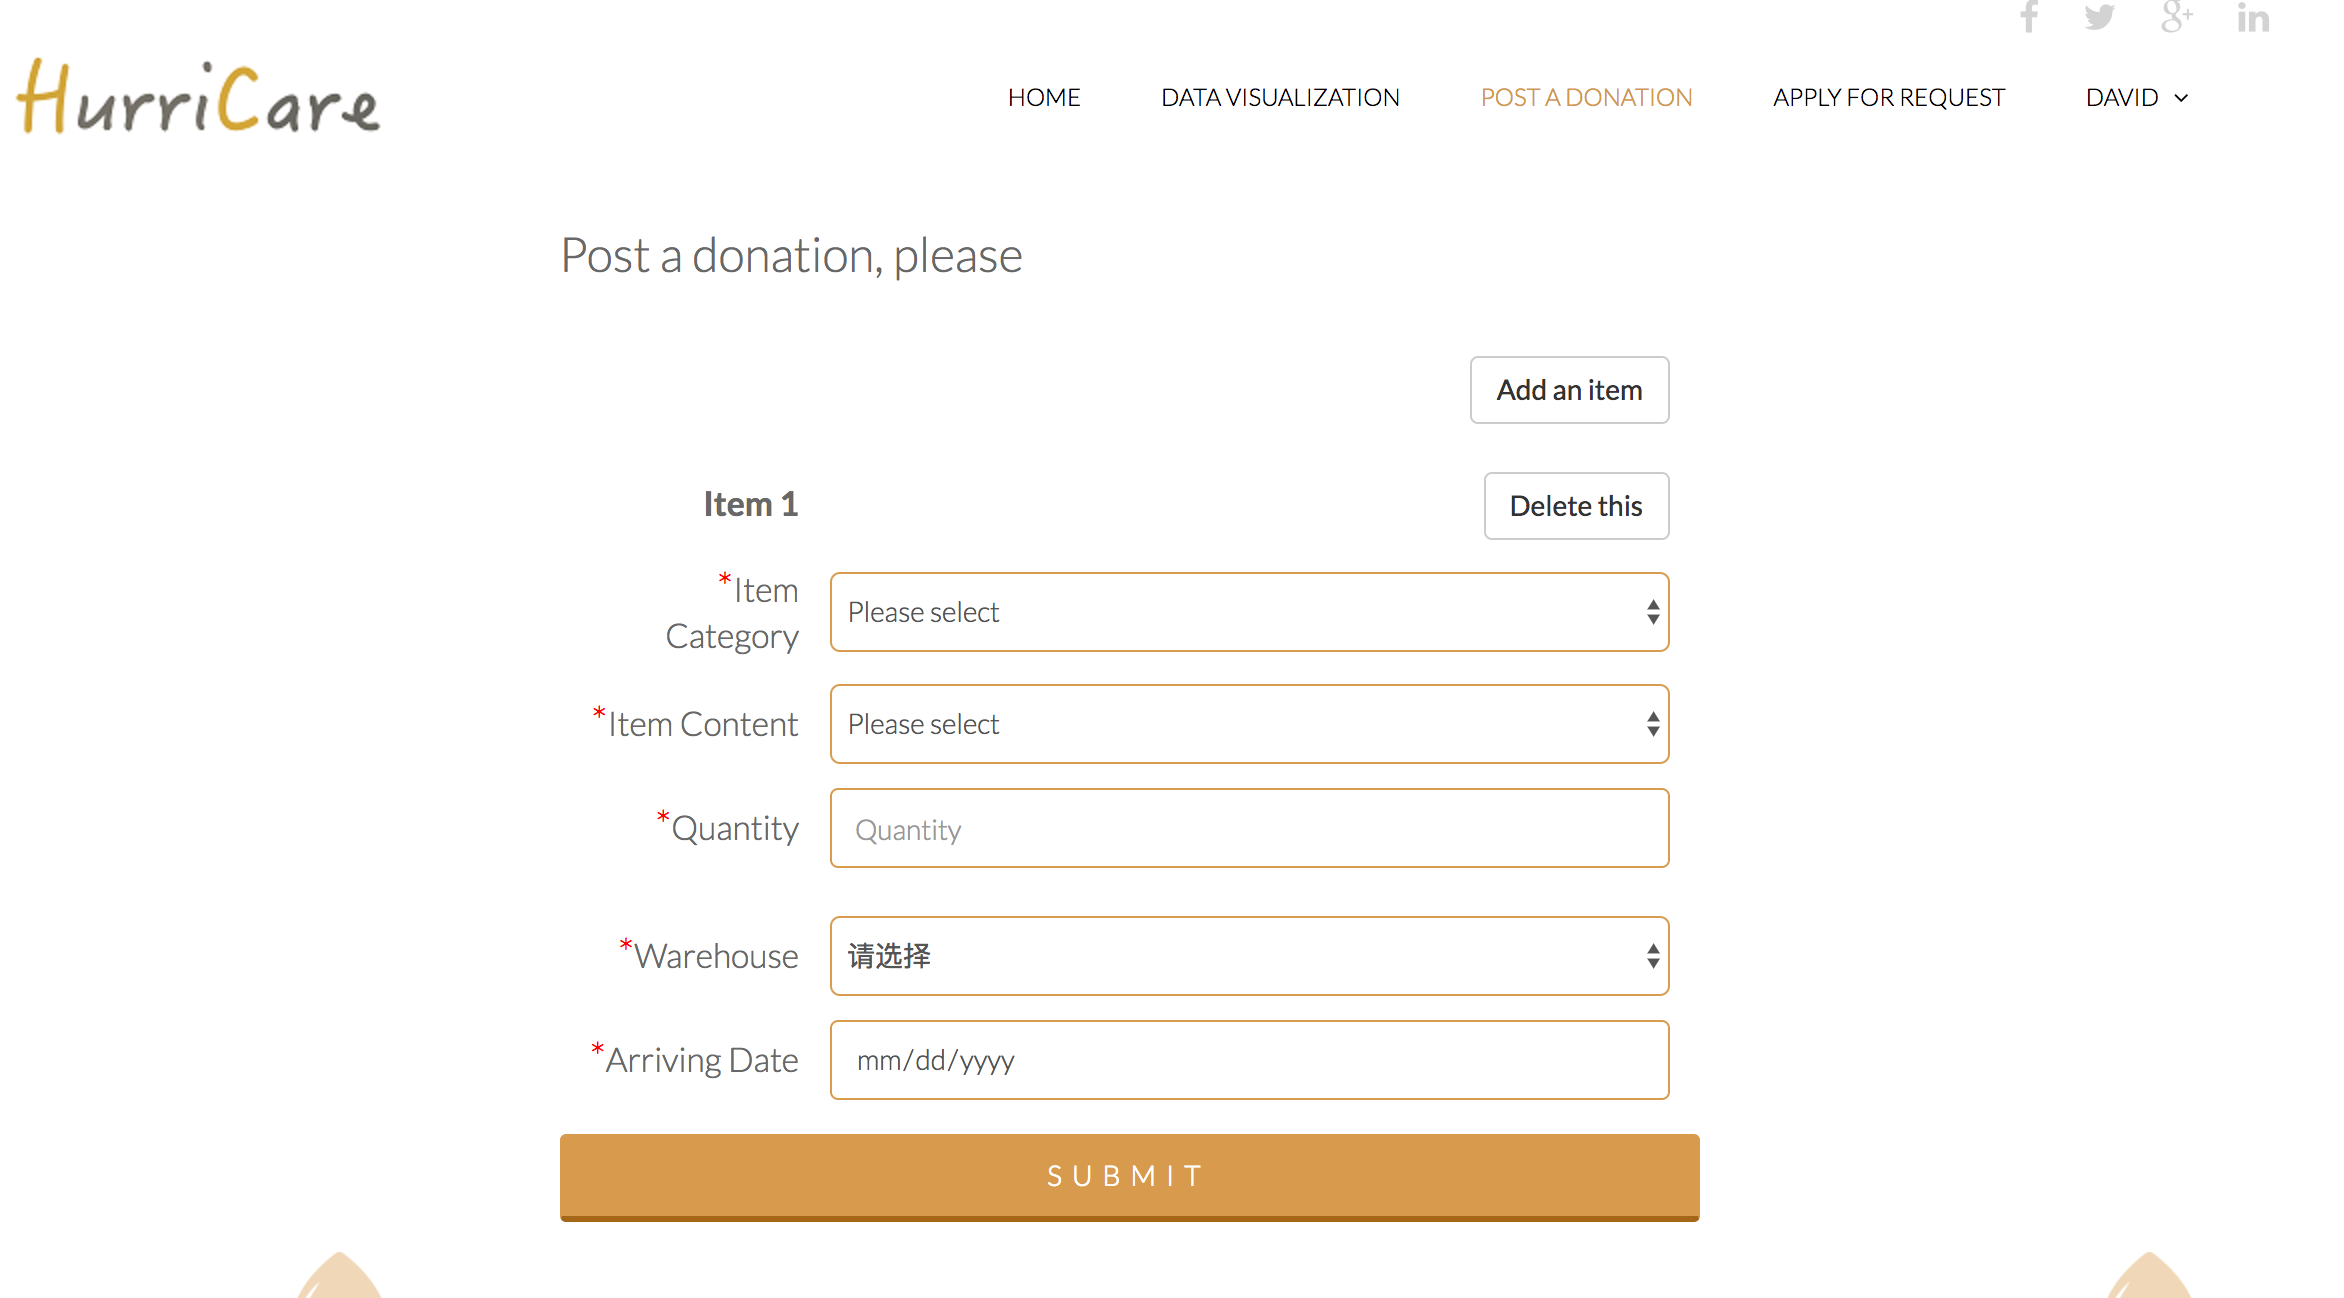 HurriCare
HOME DATA VISUALIZATION POST A DONATION APPLY FOR REQUEST DAVID
Post a donation, please
Add an item
Item 1 Delete this
*Item
Category
Please select
*Item Content Please select
*Quantity Quantity
*Warehouse 请选择
*Arriving Date mm/dd/yyyy
SUBMIT